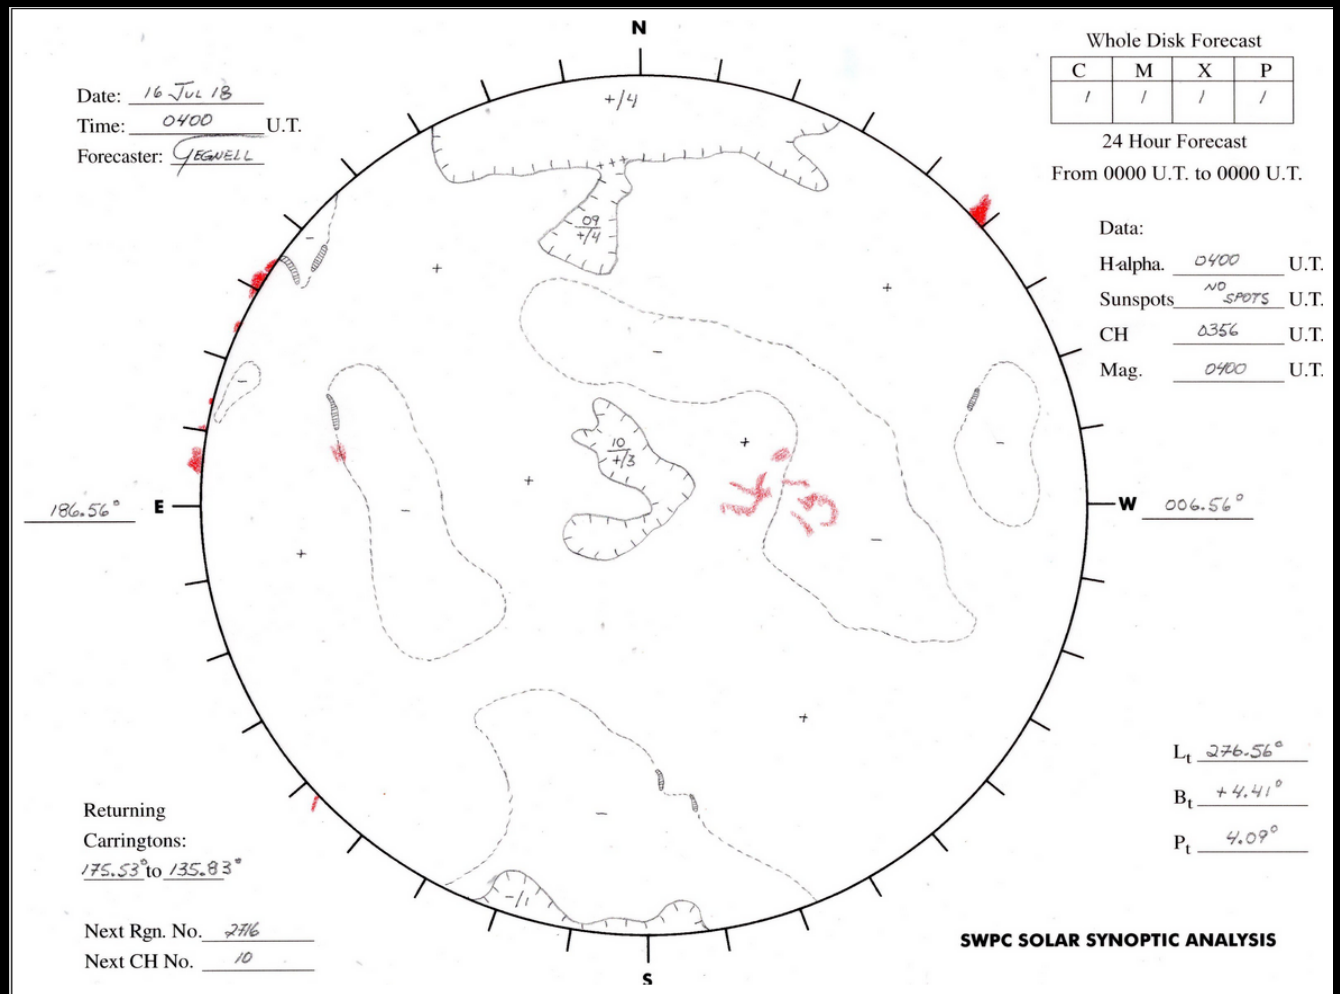 N
Date: 16 JUL 18
Time: 0400 U.T.
Forecaster: GEGNELL
Whole Disk Forecast
C M X P
1 1 1 1
24 Hour Forecast
From 0000 U.T. to 0000 U.T.
Data:
H-alpha. 0400 U.T.
Sunspots NO SPOTS U.T.
CH 0356 U.T.
Mag. 0400 U.T.
+/4
09
+/4
-
+
+
-
-
-
10
+/3
+
-
+
-
+
-
186.56° E
W 006.56°
+
-
-/1
Lt 276.56°
Bt +4.41°
Pt 4.09°
Returning
Carringtons:
175.53° to 135.83°
Next Rgn. No. 2716
Next CH No. 10
SWPC SOLAR SYNOPTIC ANALYSIS
S